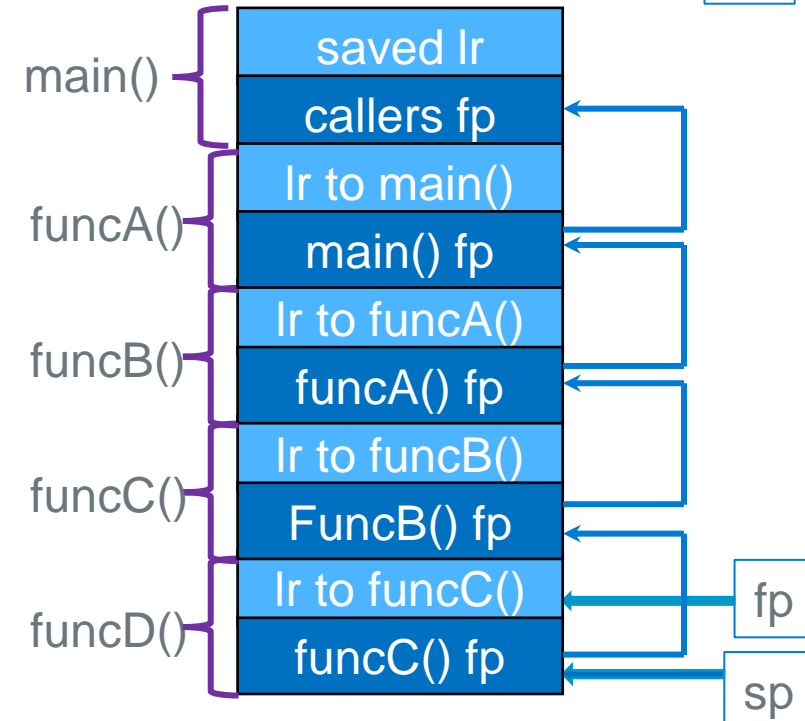 main()
saved lr
callers fp
funcA()
lr to main()
main() fp
funcB()
lr to funcA()
funcA() fp
funcC()
lr to funcB()
FuncB() fp
funcD()
lr to funcC()
funcC() fp
fp
sp